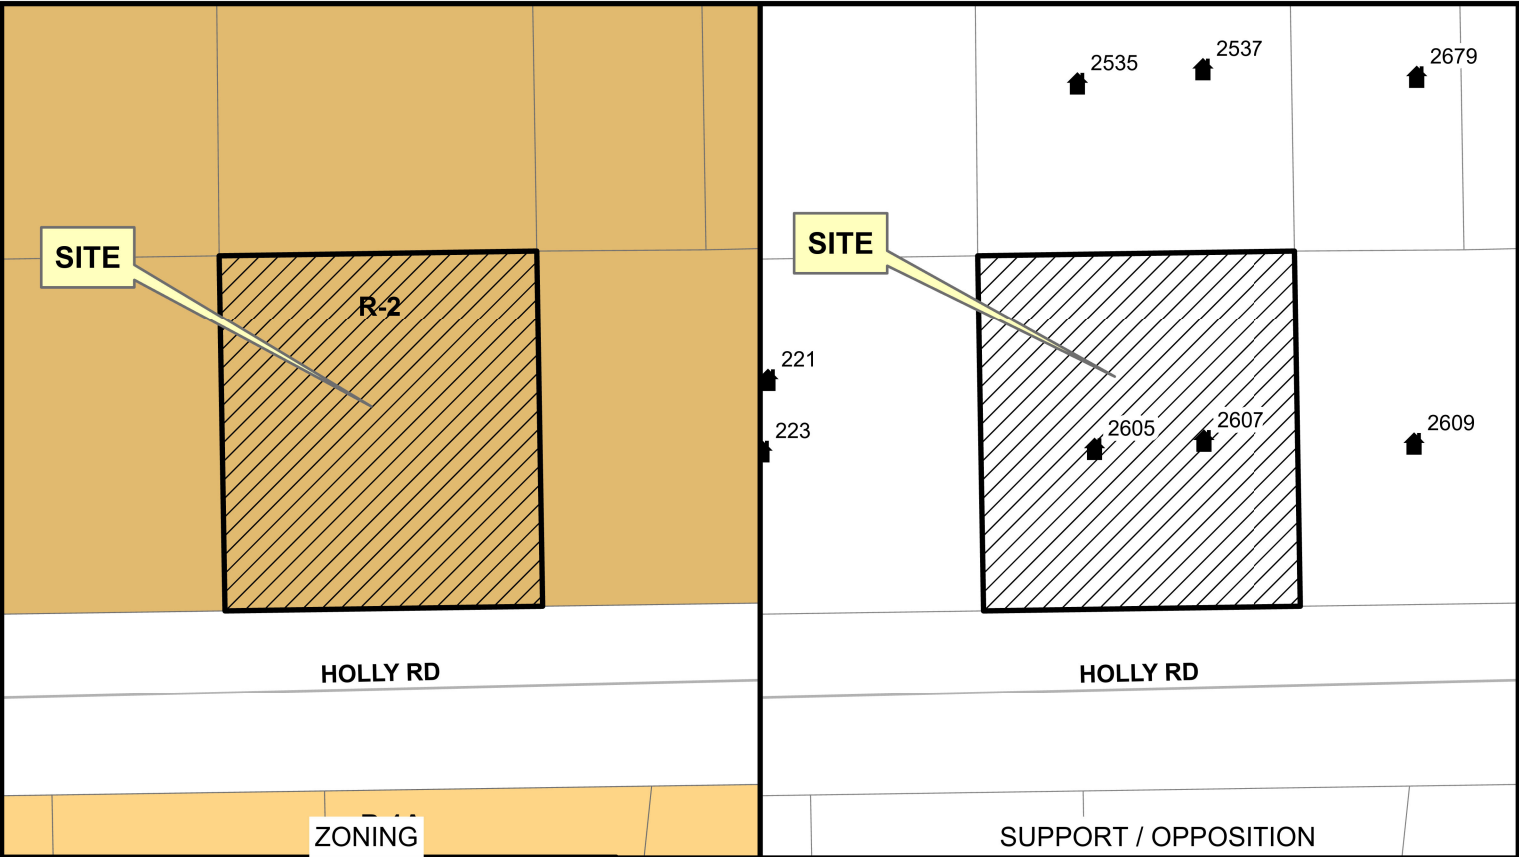 SITE
R-2
HOLLY RD
ZONING
2535
2537
2679
SITE
221
223
2605
2607
2609
HOLLY RD
SUPPORT / OPPOSITION